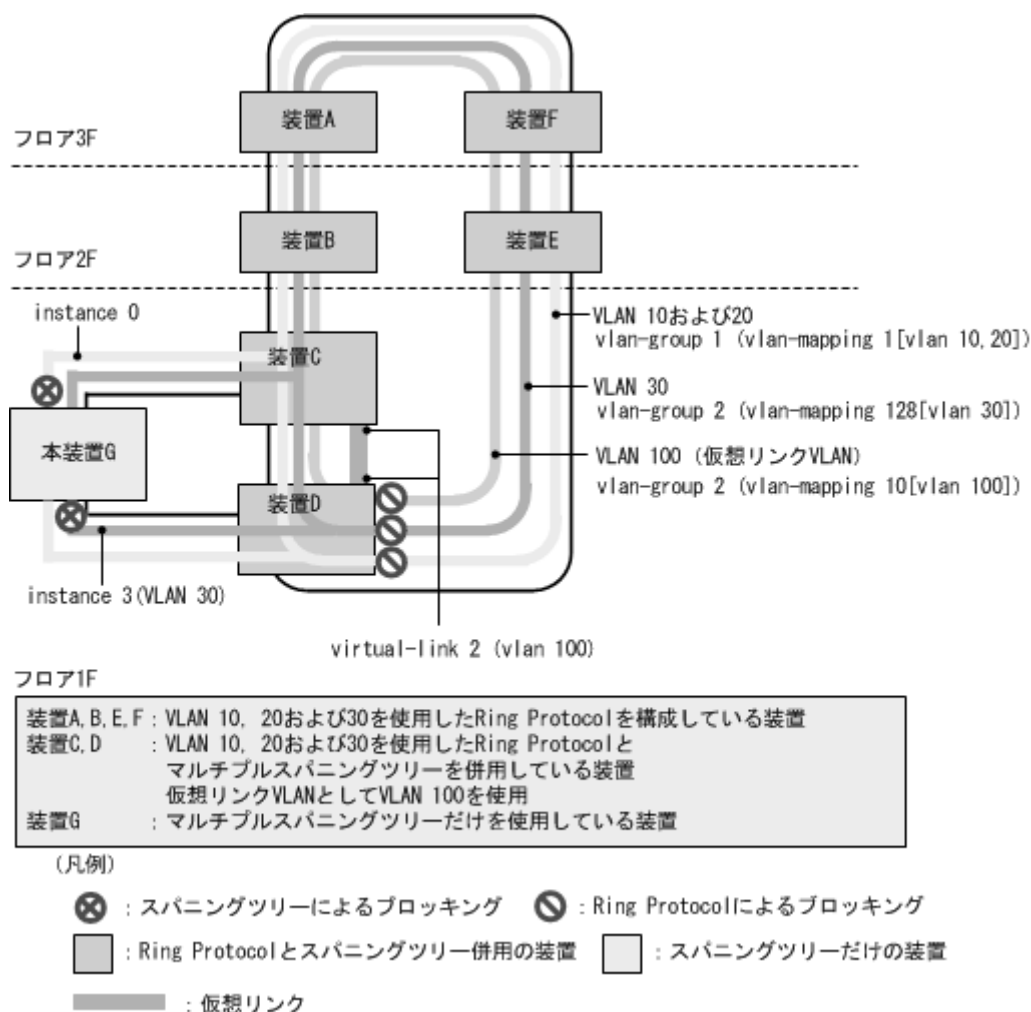 装置A
装置F
フロア3F
装置B
装置E
フロア2F
instance 0
VLAN 10および20
vlan-group 1 (vlan-mapping 1[vlan 10,20])
装置C
VLAN 30
vlan-group 2 (vlan-mapping 128[vlan 30])
本装置G
VLAN 100 (仮想リンクVLAN)
vlan-group 2 (vlan-mapping 10[vlan 100])
装置D
instance 3(VLAN 30)
virtual-link 2 (vlan 100)
フロア1F
装置A,B,E,F : VLAN 10, 20および30を使用したRing Protocolを構成している装置
装置C,D : VLAN 10, 20および30を使用したRing Protocolと
マルチプルスパニングツリーを併用している装置
仮想リンクVLANとしてVLAN 100を使用
装置G : マルチプルスパニングツリーだけを使用している装置
(凡例)
: スパニングツリーによるブロッキング : Ring Protocolによるブロッキング
: Ring Protocolとスパニングツリー併用の装置 : スパニングツリーだけの装置
: 仮想リンク